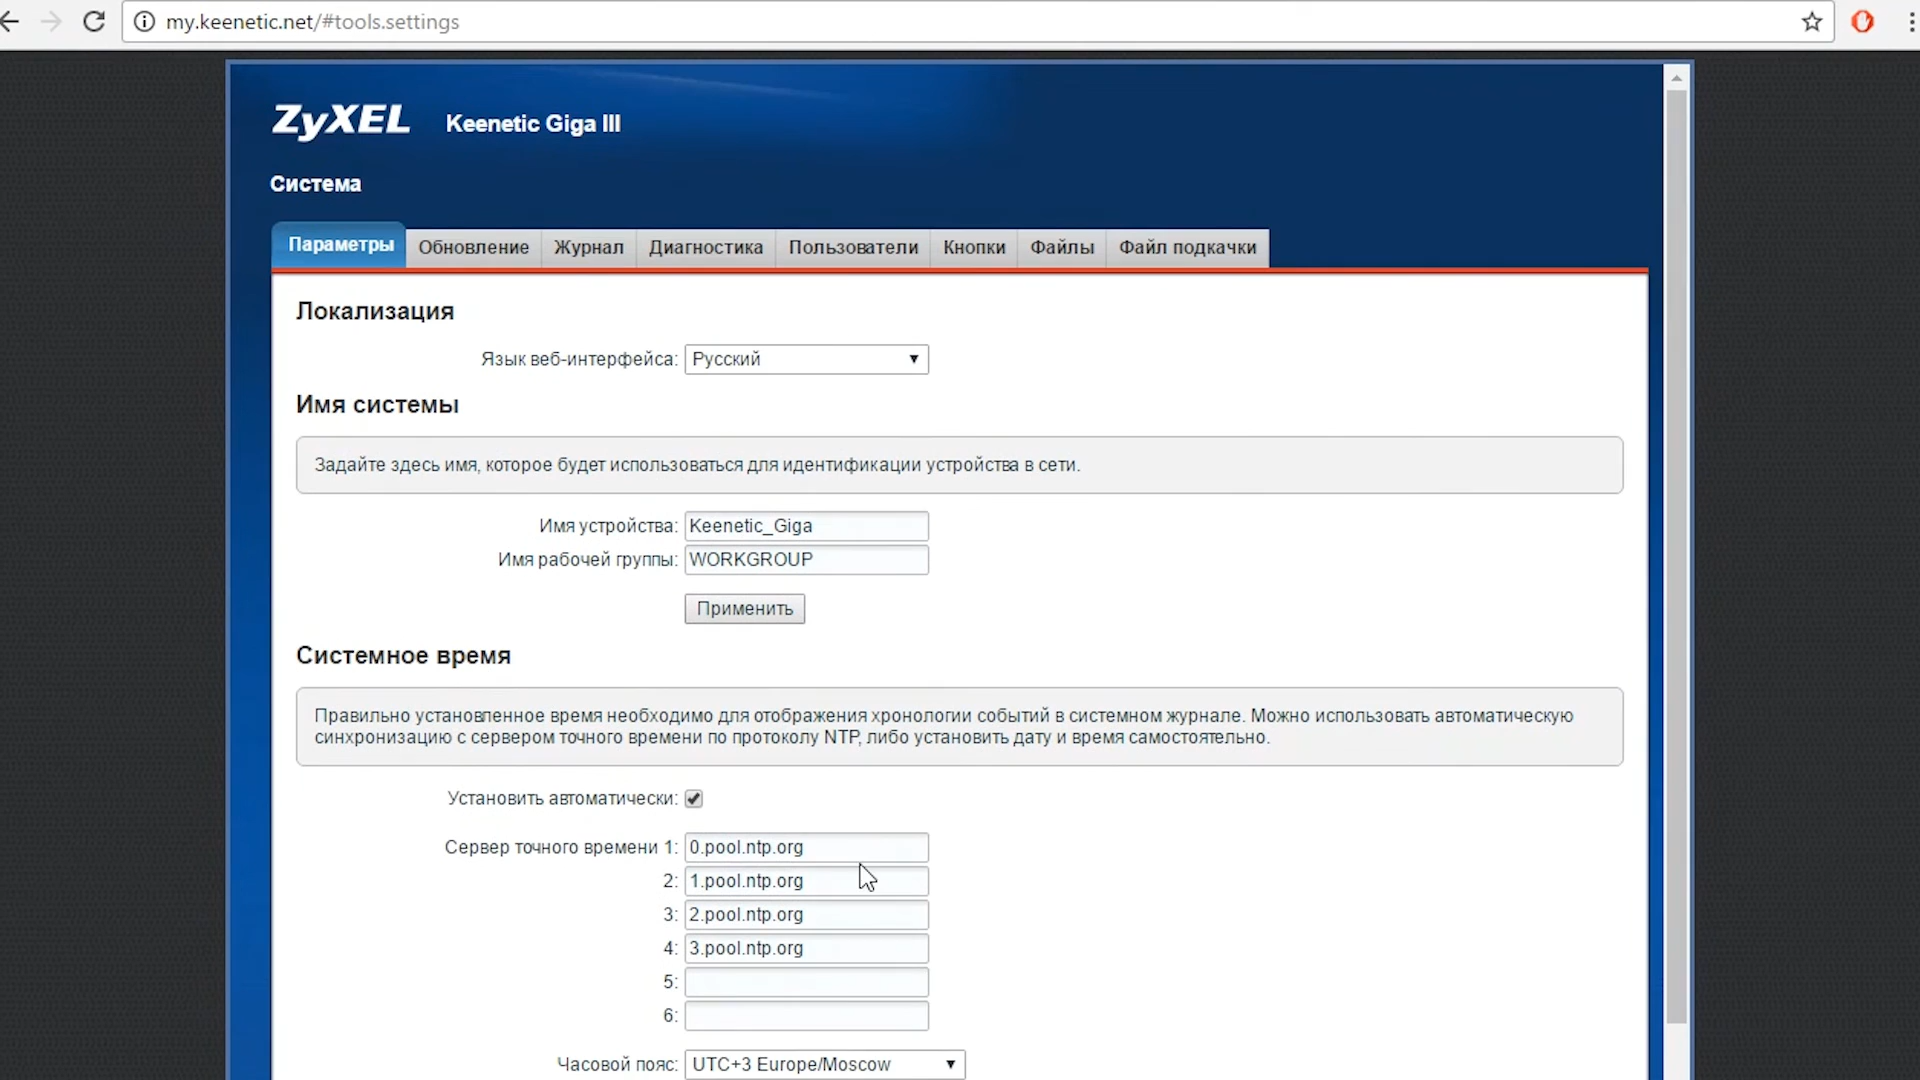 my.keenetic.net/#tools.settings
ZyXEL Keenetic Giga III
Система
Параметры Обновление Журнал Диагностика Пользователи Кнопки Файлы Файл подкачки
Локализация
Язык веб-интерфейса: Русский
Имя системы
Задайте здесь имя, которое будет использоваться для идентификации устройства в сети.
Имя устройства: Keenetic_Giga
Имя рабочей группы: WORKGROUP
Применить
Системное время
Правильно установленное время необходимо для отображения хронологии событий в системном журнале. Можно использовать автоматическую
синхронизацию с сервером точного времени по протоколу NTP, либо установить дату и время самостоятельно.
Установить автоматически:
Сервер точного времени 1: 0.pool.ntp.org
2: 1.pool.ntp.org
3: 2.pool.ntp.org
4: 3.pool.ntp.org
5:
6:
Часовой пояс: UTC+3 Europe/Moscow